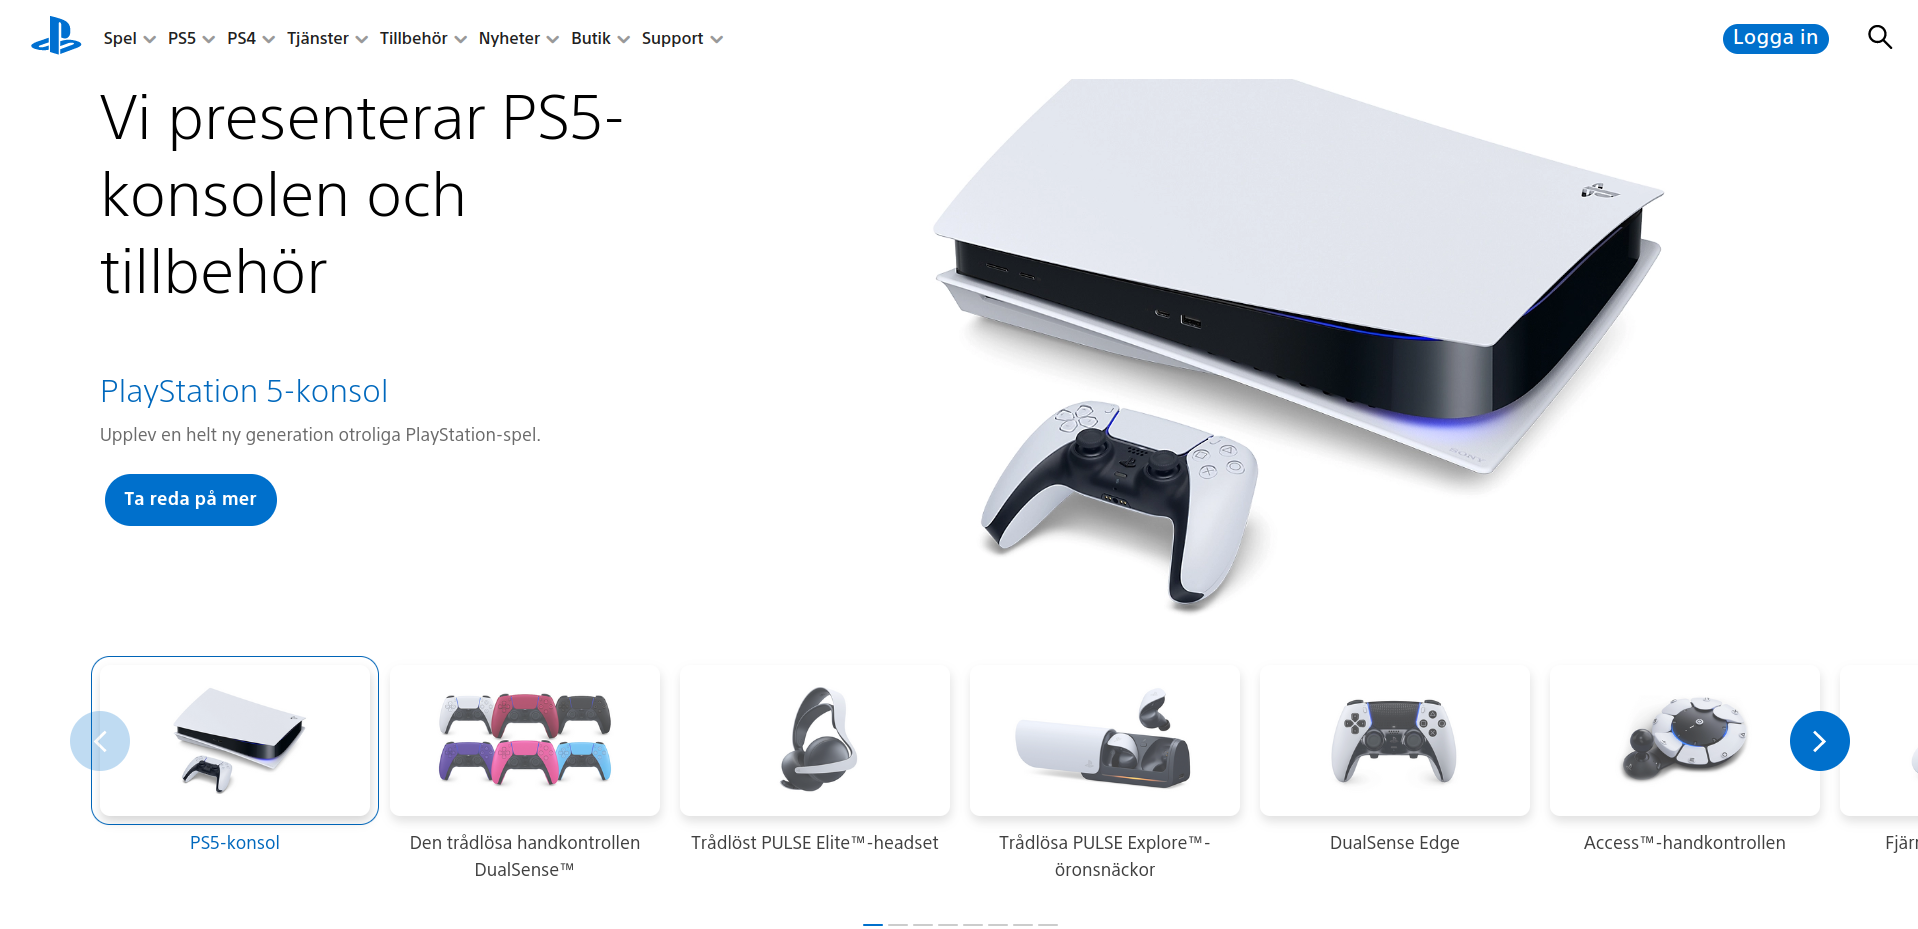 Spel PS5 PS4 Tjänster Tillbehör Nyheter Butik Support Logga in
Vi presenterar PS5-
konsolen och
tillbehör
PlayStation 5-konsol
Upplev en helt ny generation otroliga PlayStation-spel.
Ta reda på mer
SONY
PS5-konsol
Den trådlösa handkontrollen
DualSense™
Trådlöst PULSE Elite™-headset
Trådlösa PULSE Explore™-
öronsnäckor
DualSense Edge
Access™-handkontrollen